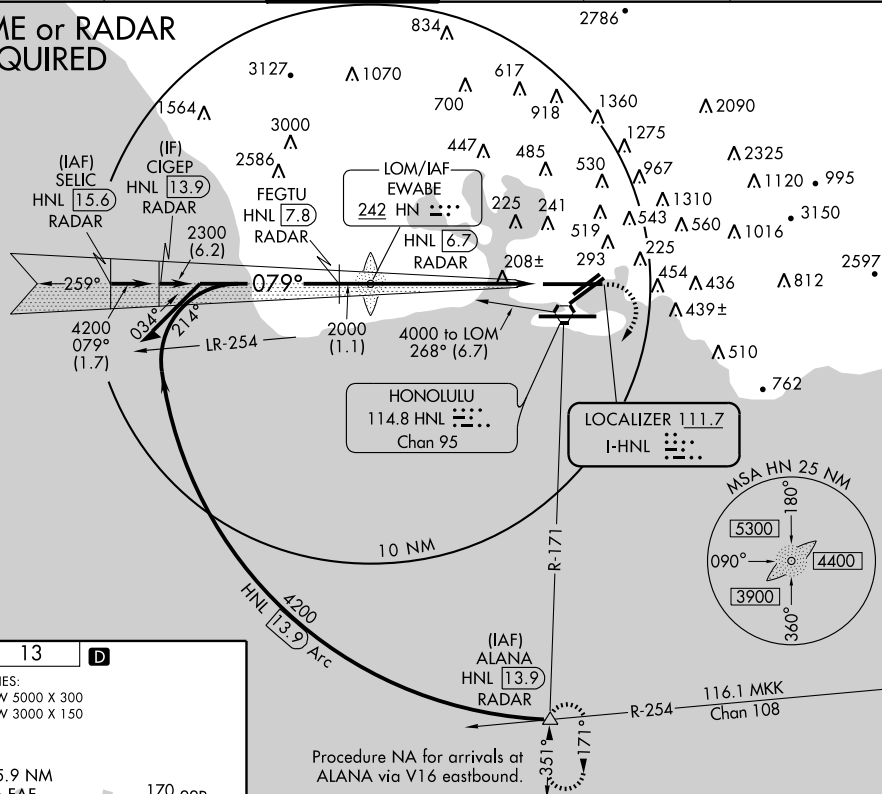 ME or RADAR
QUIRED
834
2786
3127
1070
617
700
918
1564
1360
2090
3000
1275
2586
447
485
2325
967
530
1120
995
(IAF)
SELIC
HNL 15.6
RADAR
(IF)
CIGEP
HNL 13.9
RADAR
FEGTU
HNL 7.8
RADAR
LOM/IAF
EWABE
242 HN
HNL 6.7
RADAR
225
241
1310
543
560
3150
519
1016
2300
(6.2)
208±
293
225
2597
259°
079°
454
436
812
439±
4200
079°
(1.7)
034°
214°
LR-254
2000
(1.1)
4000 to LOM
268° (6.7)
510
762
HONOLULU
114.8 HNL
Chan 95
LOCALIZER 111.7
I-HNL
MSA HN 25 NM
180°
5300
090°
4400
3900
360°
10 NM
R-171
4200
HNL 13.9 Arc
(IAF)
ALANA
HNL 13.9
RADAR
116.1 MKK
R-254
Chan 108
351°
171°
Procedure NA for arrivals at
ALANA via V16 eastbound.
13
D
W 5000 X 300
W 3000 X 150
5.9 NM